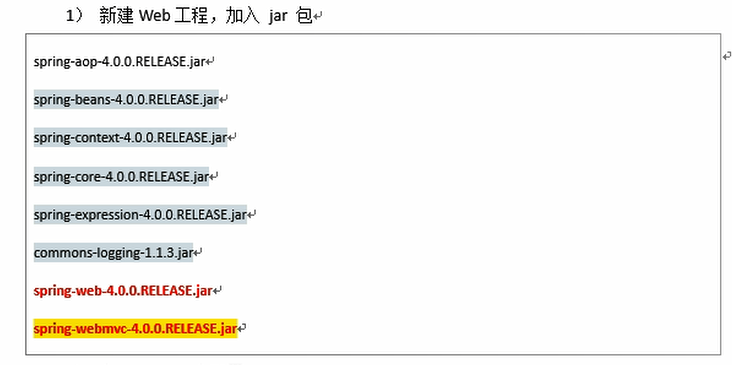 1） 新建 Web 工程，加入 jar 包
spring-aop-4.0.0.RELEASE.jar
spring-beans-4.0.0.RELEASE.jar
spring-context-4.0.0.RELEASE.jar
spring-core-4.0.0.RELEASE.jar
spring-expression-4.0.0.RELEASE.jar
commons-logging-1.1.3.jar
spring-web-4.0.0.RELEASE.jar
spring-webmvc-4.0.0.RELEASE.jar